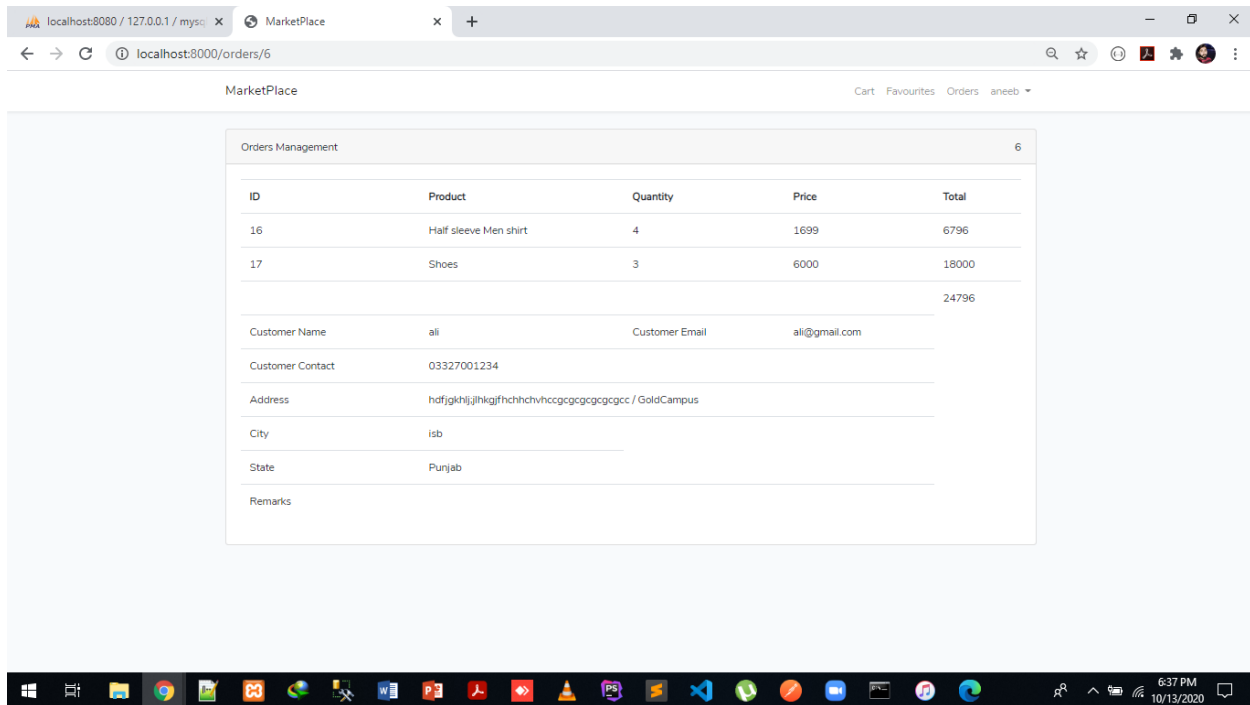 localhost:8080 / 127.0.0.1 / mysq
MarketPlace
localhost:8000/orders/6
MarketPlace Cart Favourites Orders aneeb
Orders Management 6
ID Product Quantity Price Total
16 Half sleeve Men shirt 4 1699 6796
17 Shoes 3 6000 18000
24796
Customer Name ali Customer Email ali@gmail.com
Customer Contact 03327001234
Address hdfjgkhlj;jlhkgjfhchhchvhccgcgcgcgcgcgcc / GoldCampus
City isb
State Punjab
Remarks
6:37 PM
10/13/2020